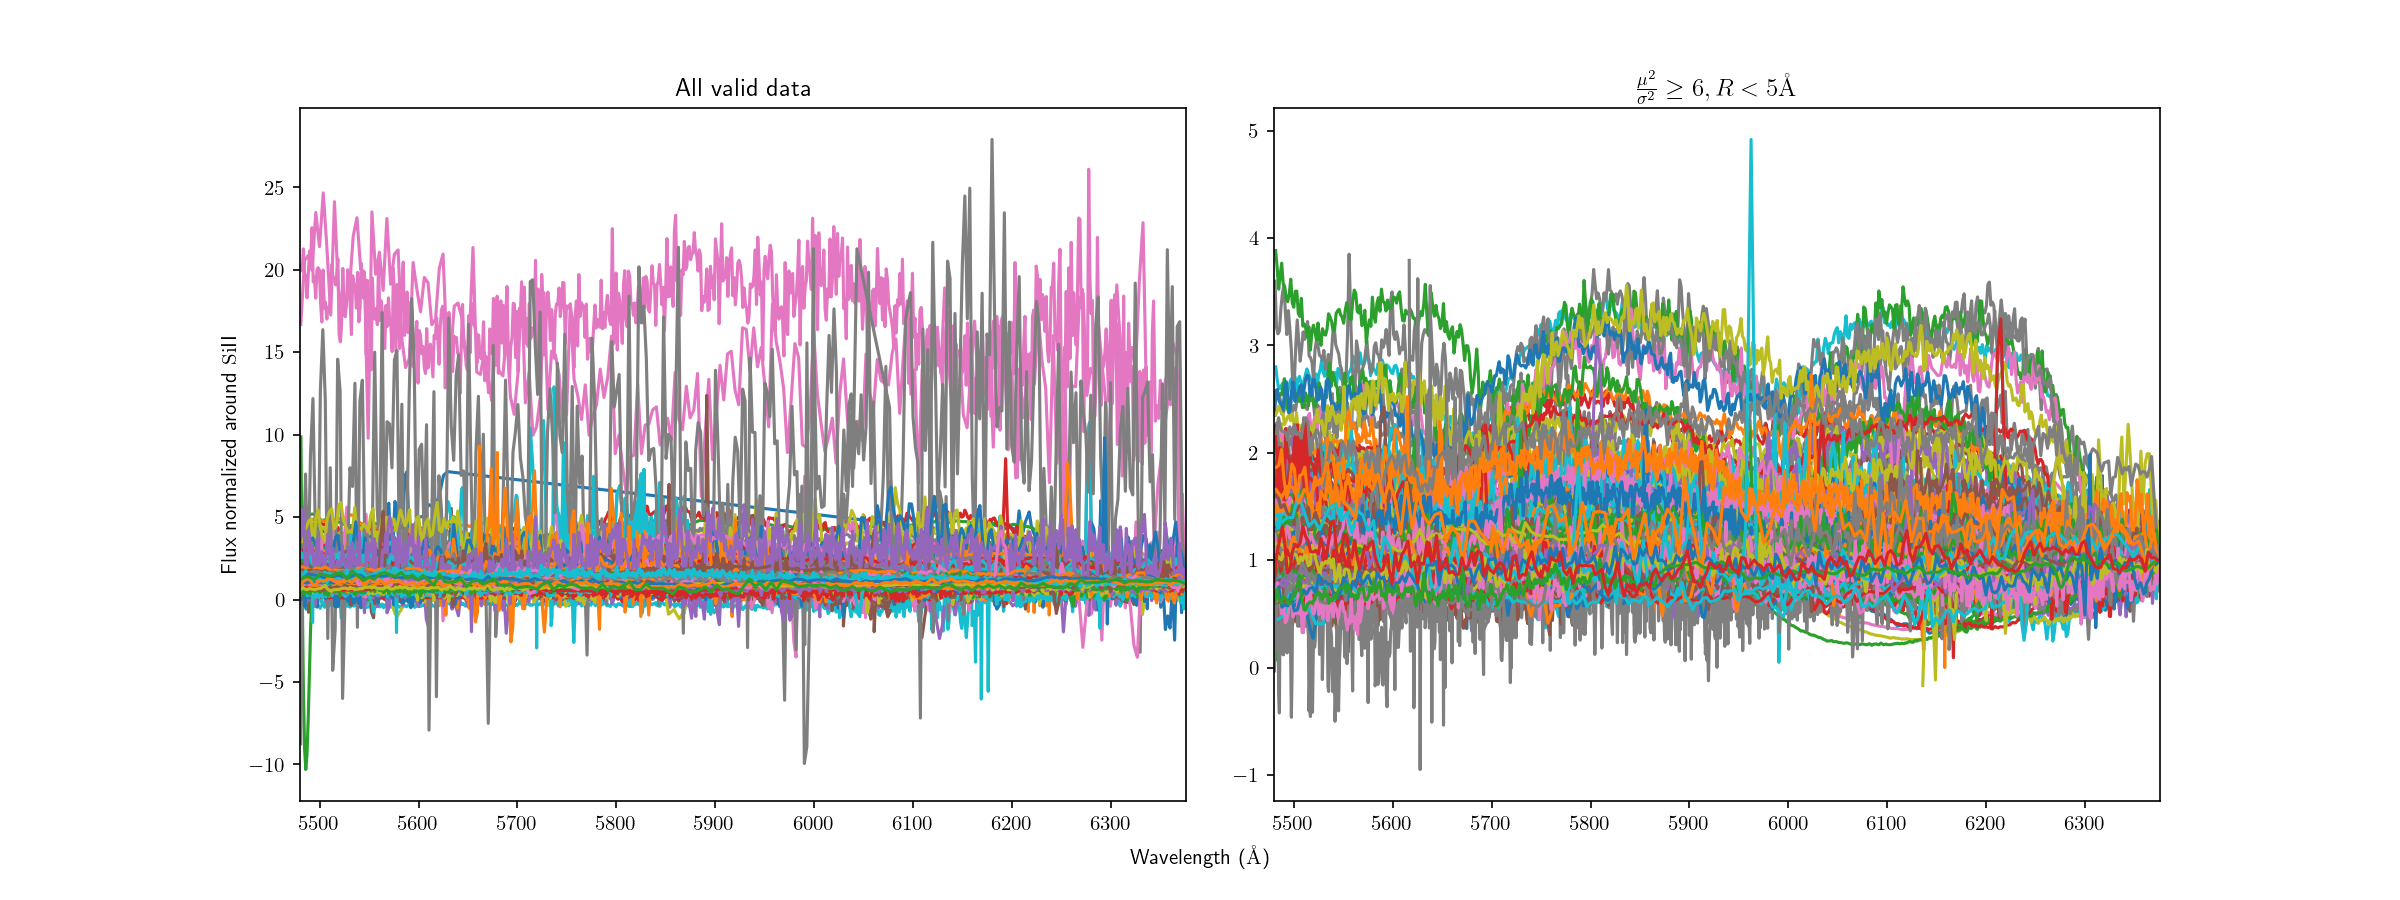 All valid data
μ²/σ² ≥ 6, R < 5Å
Flux normalized around SiII
25
20
15
10
5
0
−5
−10
5500 5600 5700 5800 5900 6000 6100 6200 6300
5
4
3
2
1
0
−1
5500 5600 5700 5800 5900 6000 6100 6200 6300
Wavelength (Å)